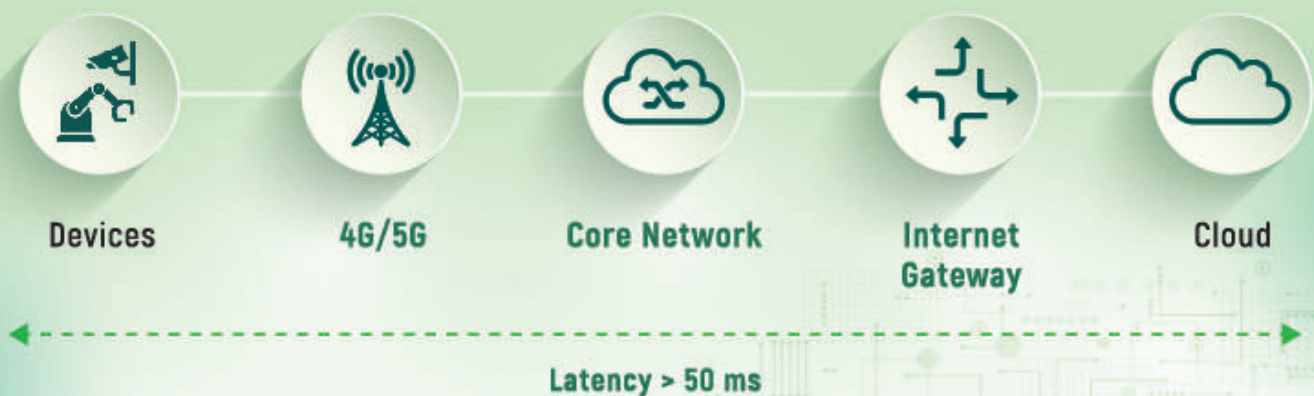 Devices
4G/5G
Core Network
Internet
Gateway
Cloud
Latency > 50 ms